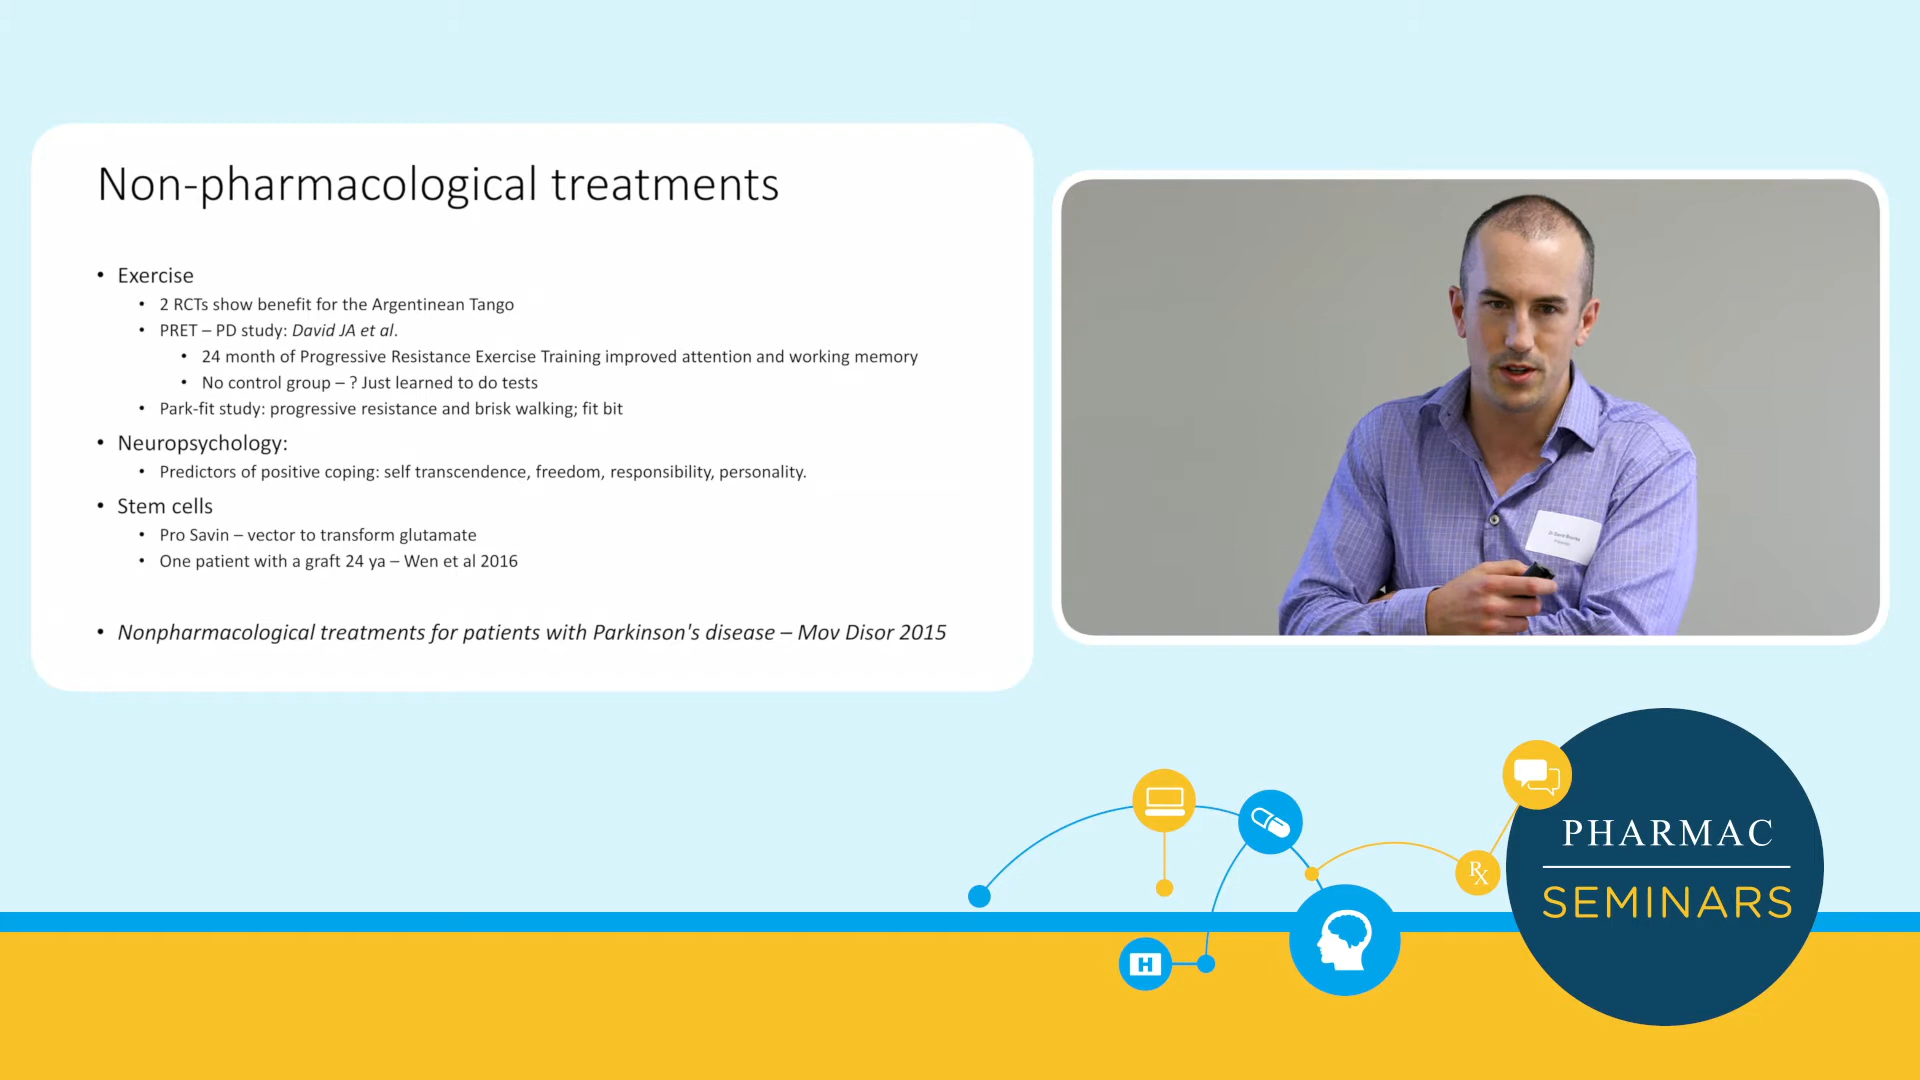 Non-pharmacological treatments
• Exercise
• 2 RCTs show benefit for the Argentinean Tango
• PRET – PD study: David JA et al.
• 24 month of Progressive Resistance Exercise Training improved attention and working memory
• No control group – ? Just learned to do tests
• Park-fit study: progressive resistance and brisk walking; fit bit
• Neuropsychology:
• Predictors of positive coping: self transcendence, freedom, responsibility, personality.
• Stem cells
• Pro Savin – vector to transform glutamate
• One patient with a graft 24 ya – Wen et al 2016
• Nonpharmacological treatments for patients with Parkinson's disease – Mov Disor 2015
Rx
PHARMAC
SEMINARS
H